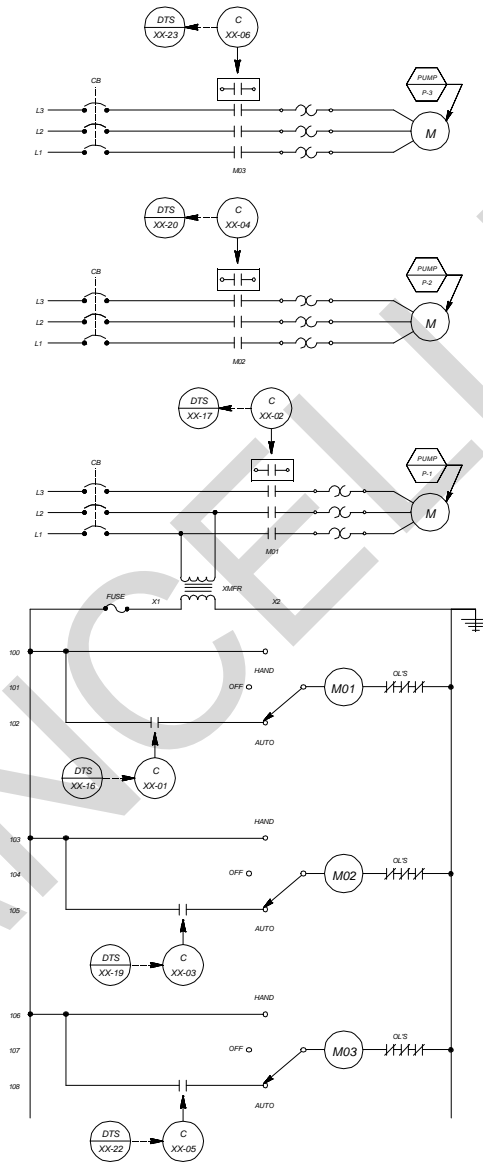 DTS
XX-23
C
XX-06
CB
PUMP
P-3
L3
L2
L1
M
M03
DTS
XX-20
C
XX-04
CB
PUMP
P-2
L3
L2
L1
M
M02
DTS
XX-17
C
XX-02
CB
PUMP
P-1
L3
L2
L1
M
M01
XMFR
FUSE
X1
X2
100
HAND
101
OFF
M01
OL'S
102
AUTO
DTS
XX-16
C
XX-01
103
HAND
104
OFF
M02
OL'S
105
AUTO
DTS
XX-19
C
XX-03
106
HAND
107
OFF
M03
OL'S
108
AUTO
DTS
XX-22
C
XX-05